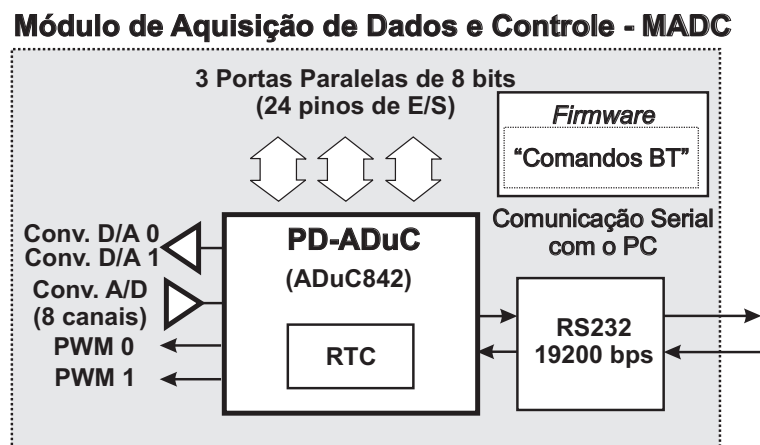 Módulo de Aquisição de Dados e Controle - MADC
3 Portas Paralelas de 8 bits
(24 pinos de E/S)
Firmware
“Comandos BT”
Comunicação Serial
com o PC
Conv. D/A 0
Conv. D/A 1
Conv. A/D
(8 canais)
PWM 0
PWM 1
PD-ADuC
(ADuC842)
RTC
RS232
19200 bps